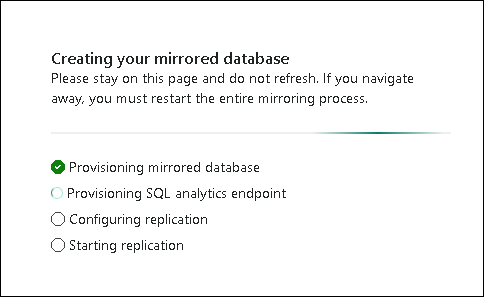 Creating your mirrored database
Please stay on this page and do not refresh. If you navigate
away, you must restart the entire mirroring process.
Provisioning mirrored database
Provisioning SQL analytics endpoint
Configuring replication
Starting replication